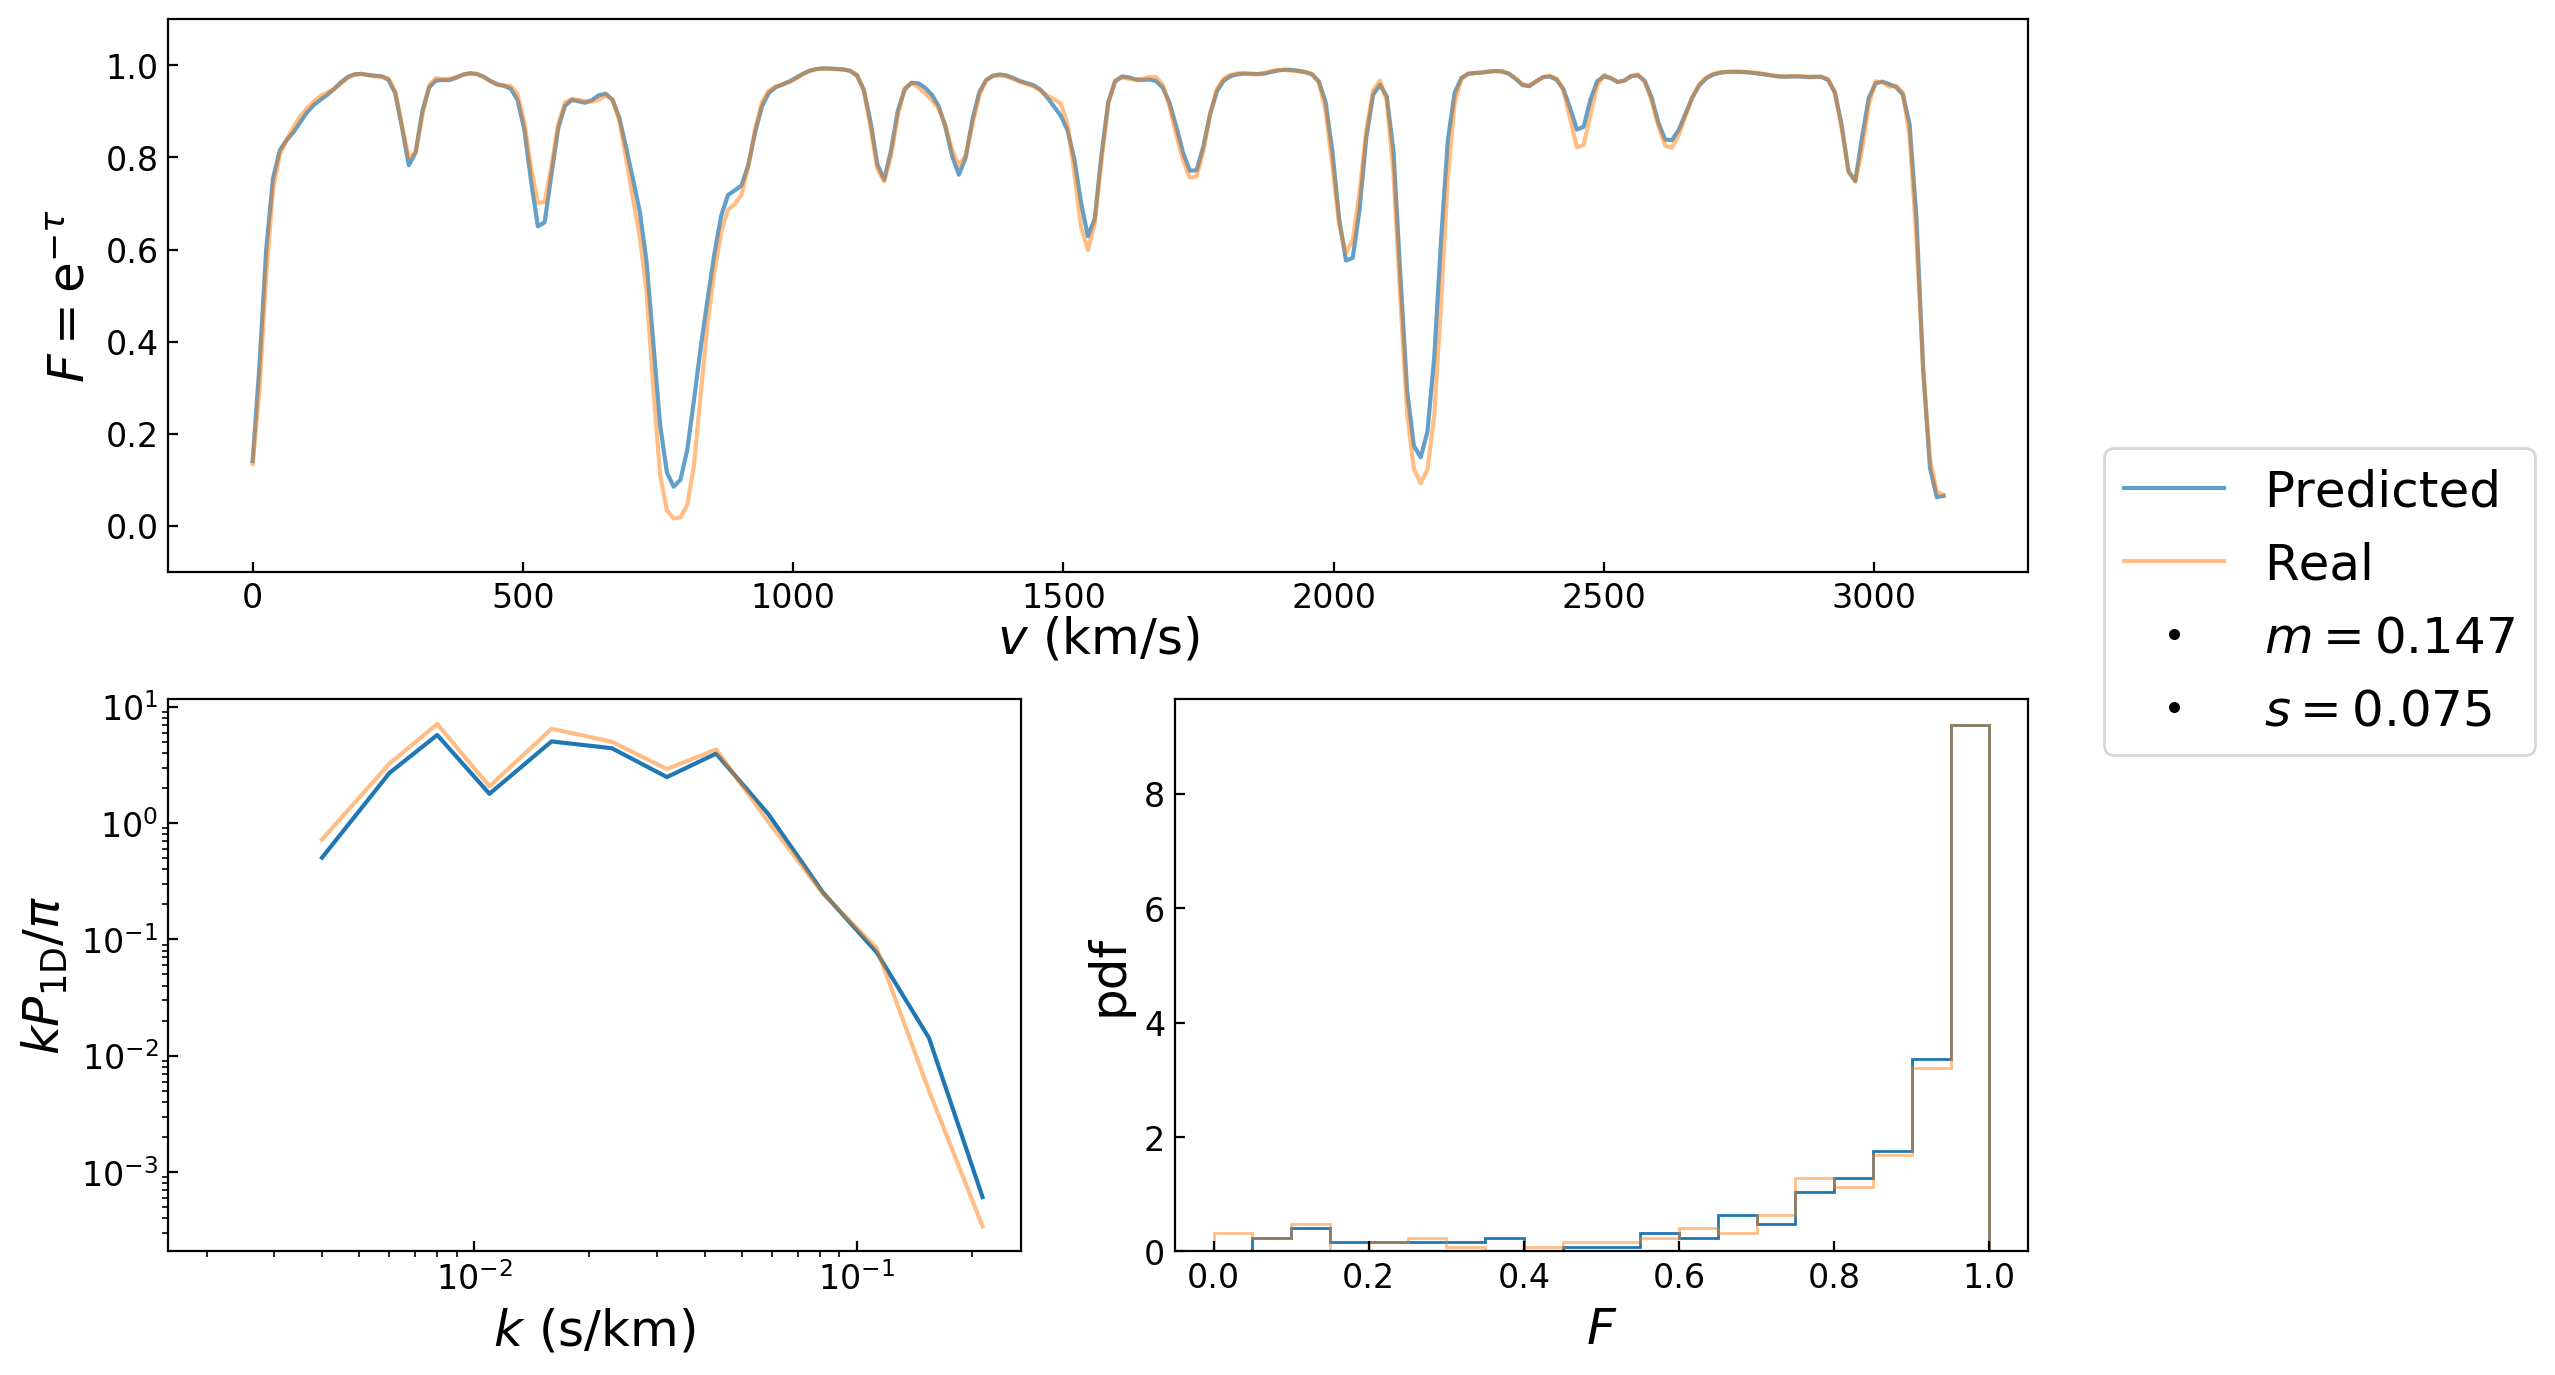 1.0
0.8
0.6
0.4
0.2
0.0
F = e^{−τ}
0 500 1000 1500 2000 2500 3000
v (km/s)
Predicted
Real
m = 0.147
s = 0.075
10^1
10^0
10^{−1}
10^{−2}
10^{−3}
kP_{1D}/π
10^{−2} 10^{−1}
k (s/km)
8
6
4
2
0
pdf
0.0 0.2 0.4 0.6 0.8 1.0
F